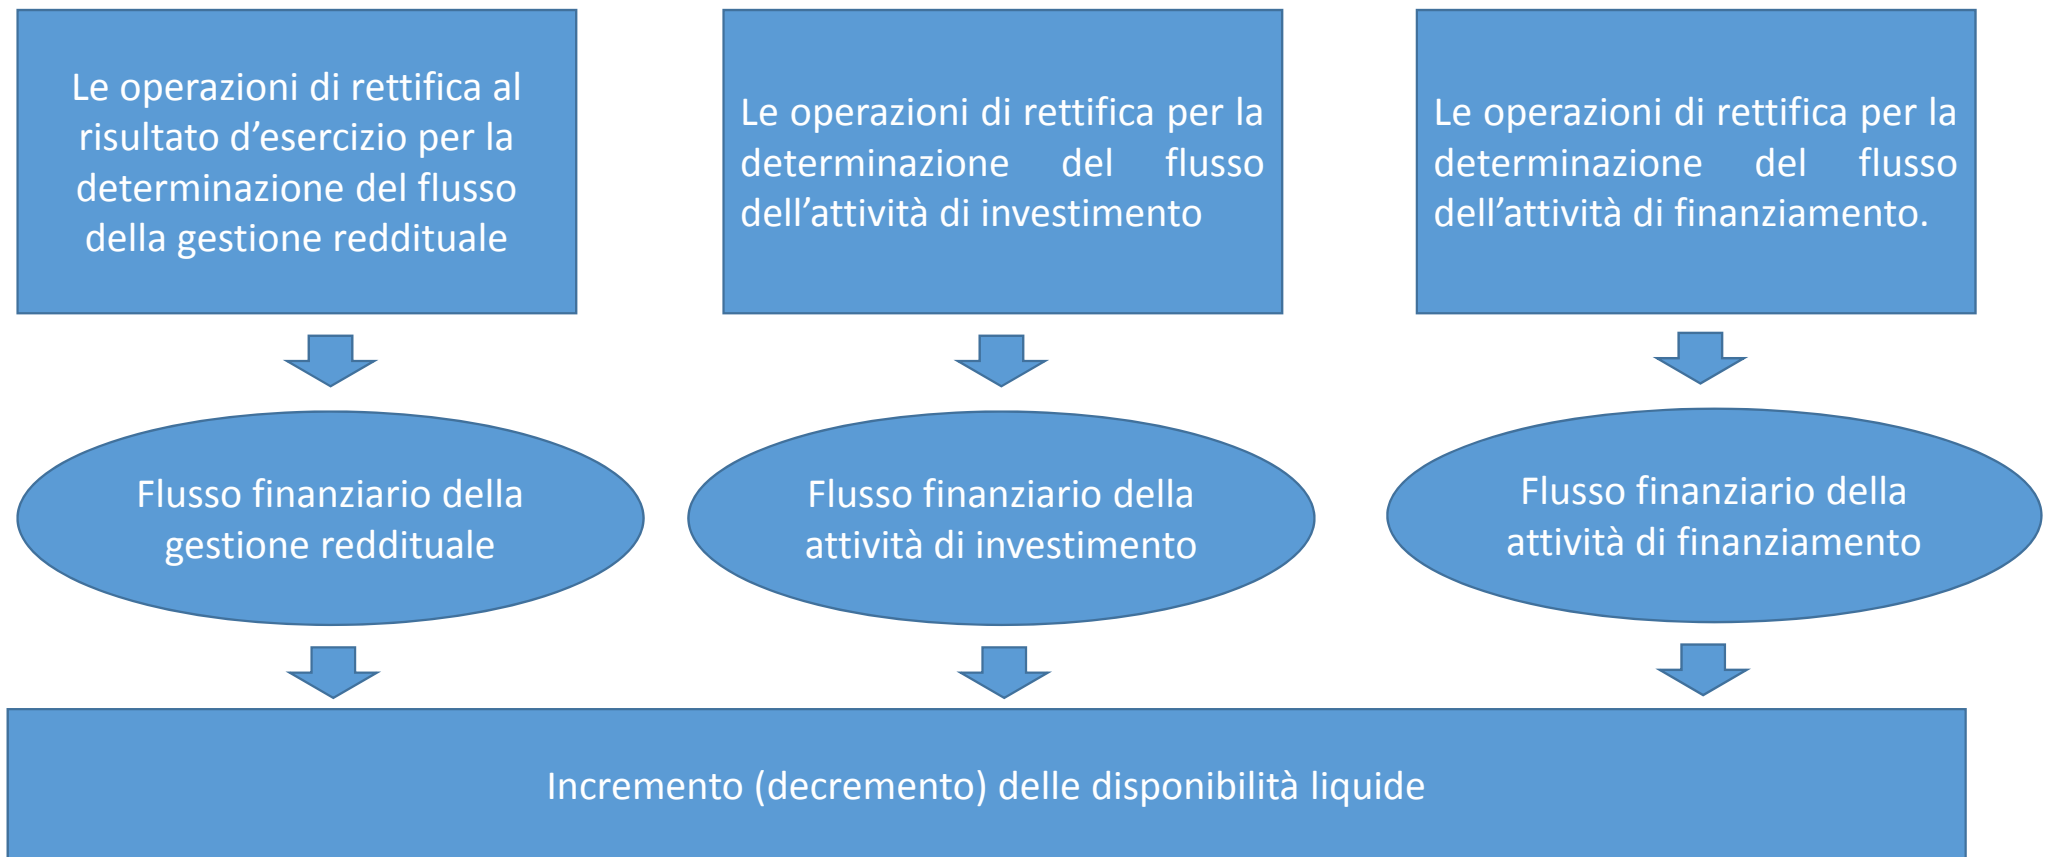 Le operazioni di rettifica al
risultato d’esercizio per la
determinazione del flusso
della gestione reddituale
Le operazioni di rettifica per la
determinazione del flusso
dell’attività di investimento
Le operazioni di rettifica per la
determinazione del flusso
dell’attività di finanziamento.
Flusso finanziario della
gestione reddituale
Flusso finanziario della
attività di investimento
Flusso finanziario della
attività di finanziamento
Incremento (decremento) delle disponibilità liquide